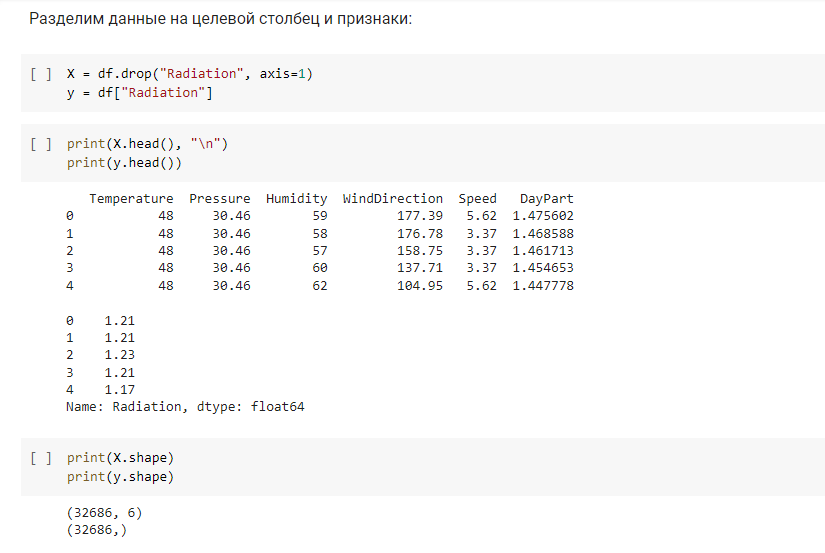 Разделим данные на целевой столбец и признаки:
[ ] X = df.drop("Radiation", axis=1)
y = df["Radiation"]
[ ] print(X.head(), "\n")
print(y.head())
Temperature Pressure Humidity WindDirection Speed DayPart
0 48 30.46 59 177.39 5.62 1.475602
1 48 30.46 58 176.78 3.37 1.468588
2 48 30.46 57 158.75 3.37 1.461713
3 48 30.46 60 137.71 3.37 1.454653
4 48 30.46 62 104.95 5.62 1.447778
0 1.21
1 1.21
2 1.23
3 1.21
4 1.17
Name: Radiation, dtype: float64
[ ] print(X.shape)
print(y.shape)
(32686, 6)
(32686,)